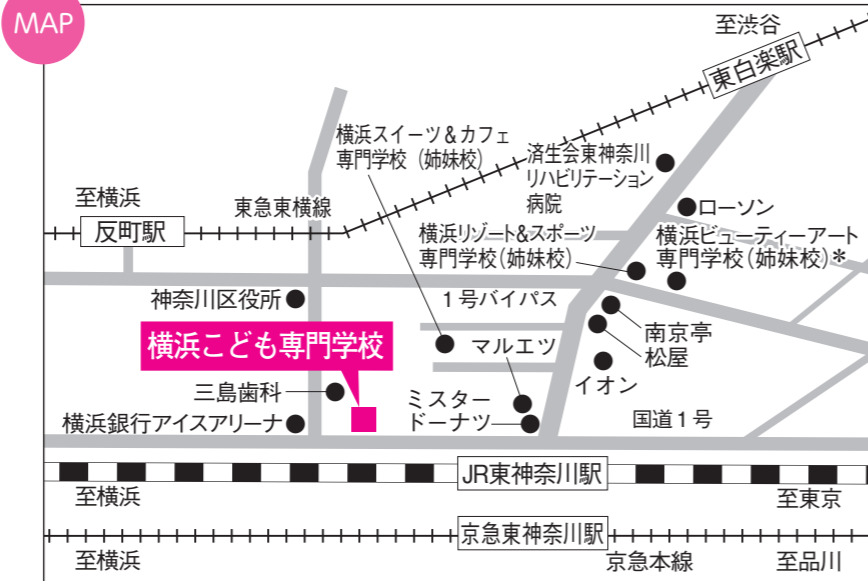 MAP
至渋谷
東白楽駅
横浜スイーツ&カフェ
専門学校（姉妹校）
済生会東神奈川
リハビリテーション
病院
至横浜
東急東横線
ローソン
反町駅
横浜リゾート&スポーツ
専門学校(姉妹校)
横浜ビューティーアート
専門学校(姉妹校)＊
神奈川区役所
1号バイパス
南京亭
横浜こども専門学校
マルエツ
松屋
イオン
三島歯科
ミスター
ドーナツ
横浜銀行アイスアリーナ
国道1号
JR東神奈川駅
至横浜
至東京
京急東神奈川駅
至横浜
京急本線
至品川